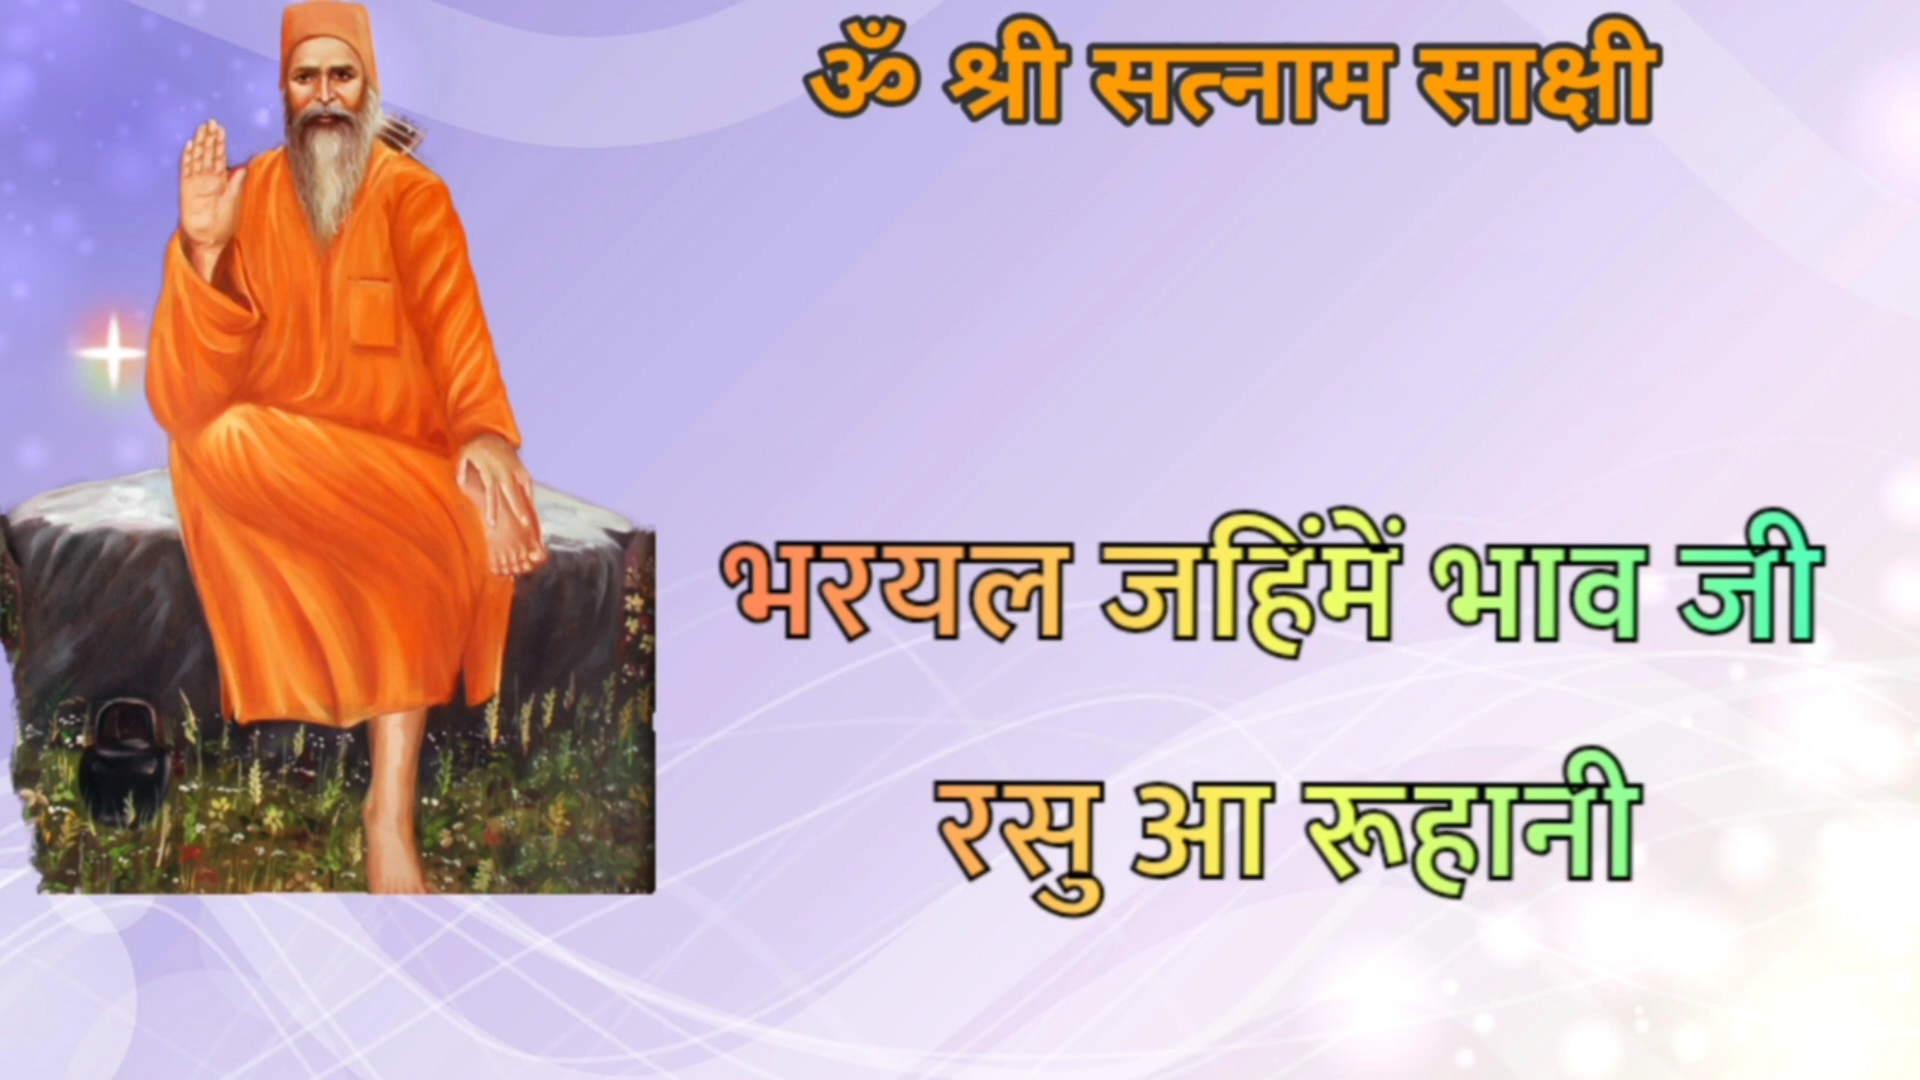 ॐ श्री सत्नाम साक्षी
भरयल जहिंमें भाव जी
रसु आ रूहानी